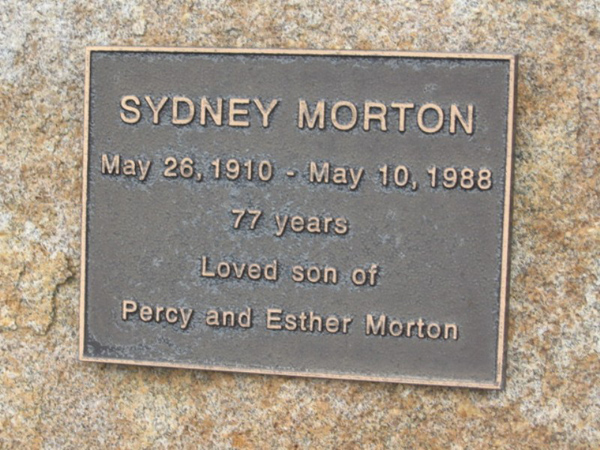 SYDNEY MORTON
May 26, 1910 - May 10, 1988
77 years
Loved son of
Percy and Esther Morton